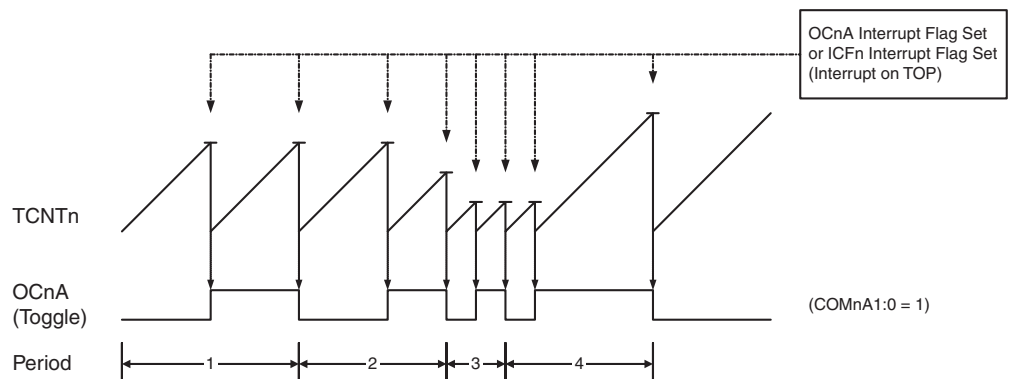 OCnA Interrupt Flag Set
or ICFn Interrupt Flag Set
(Interrupt on TOP)
TCNTn
OCnA
(Toggle)
(COMnA1:0 = 1)
Period
1
2
3
4